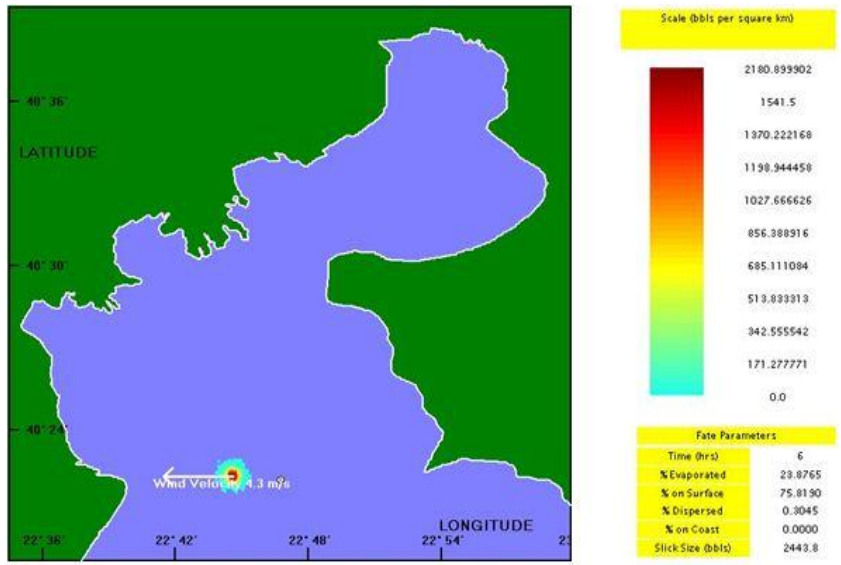 Scale (bbls per square km)
2180.899902
1541.5
1370.222168
1198.944458
1027.666626
856.388916
685.111084
513.833313
342.555542
171.277771
0.0
40° 36'
LATITUDE
40° 30'
40° 24'
Wind Velocity 4.3 m/s
LONGITUDE
22° 36' 22° 42' 22° 48' 22° 54' 23
Fate Parameters
Time (hrs) 6
% Evaporated 23.8765
% on Surface 75.8190
% Dispersed 0.3045
% on Coast 0.0000
Slick Size (bbls) 2443.8